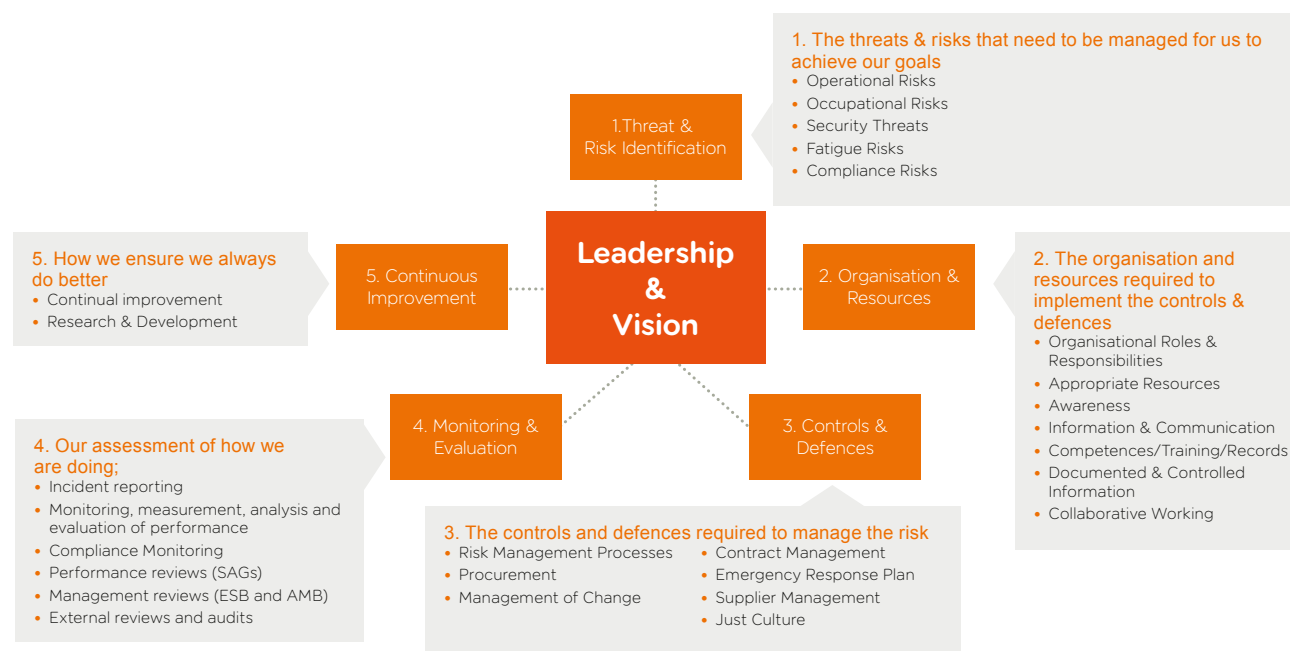 1. The threats & risks that need to be managed for us to
achieve our goals
• Operational Risks
• Occupational Risks
• Security Threats
• Fatigue Risks
• Compliance Risks
1.Threat &
Risk Identification
Leadership
&
Vision
2. Organisation &
Resources
2. The organisation and
resources required to
implement the controls &
defences
• Organisational Roles &
Responsibilities
• Appropriate Resources
• Awareness
• Information & Communication
• Competences/Training/Records
• Documented & Controlled
Information
• Collaborative Working
3. Controls &
Defences
3. The controls and defences required to manage the risk
• Risk Management Processes
• Procurement
• Management of Change
• Contract Management
• Emergency Response Plan
• Supplier Management
• Just Culture
4. Monitoring &
Evaluation
4. Our assessment of how we
are doing;
• Incident reporting
• Monitoring, measurement, analysis and
evaluation of performance
• Compliance Monitoring
• Performance reviews (SAGs)
• Management reviews (ESB and AMB)
• External reviews and audits
5. Continuous
Improvement
5. How we ensure we always
do better
• Continual improvement
• Research & Development